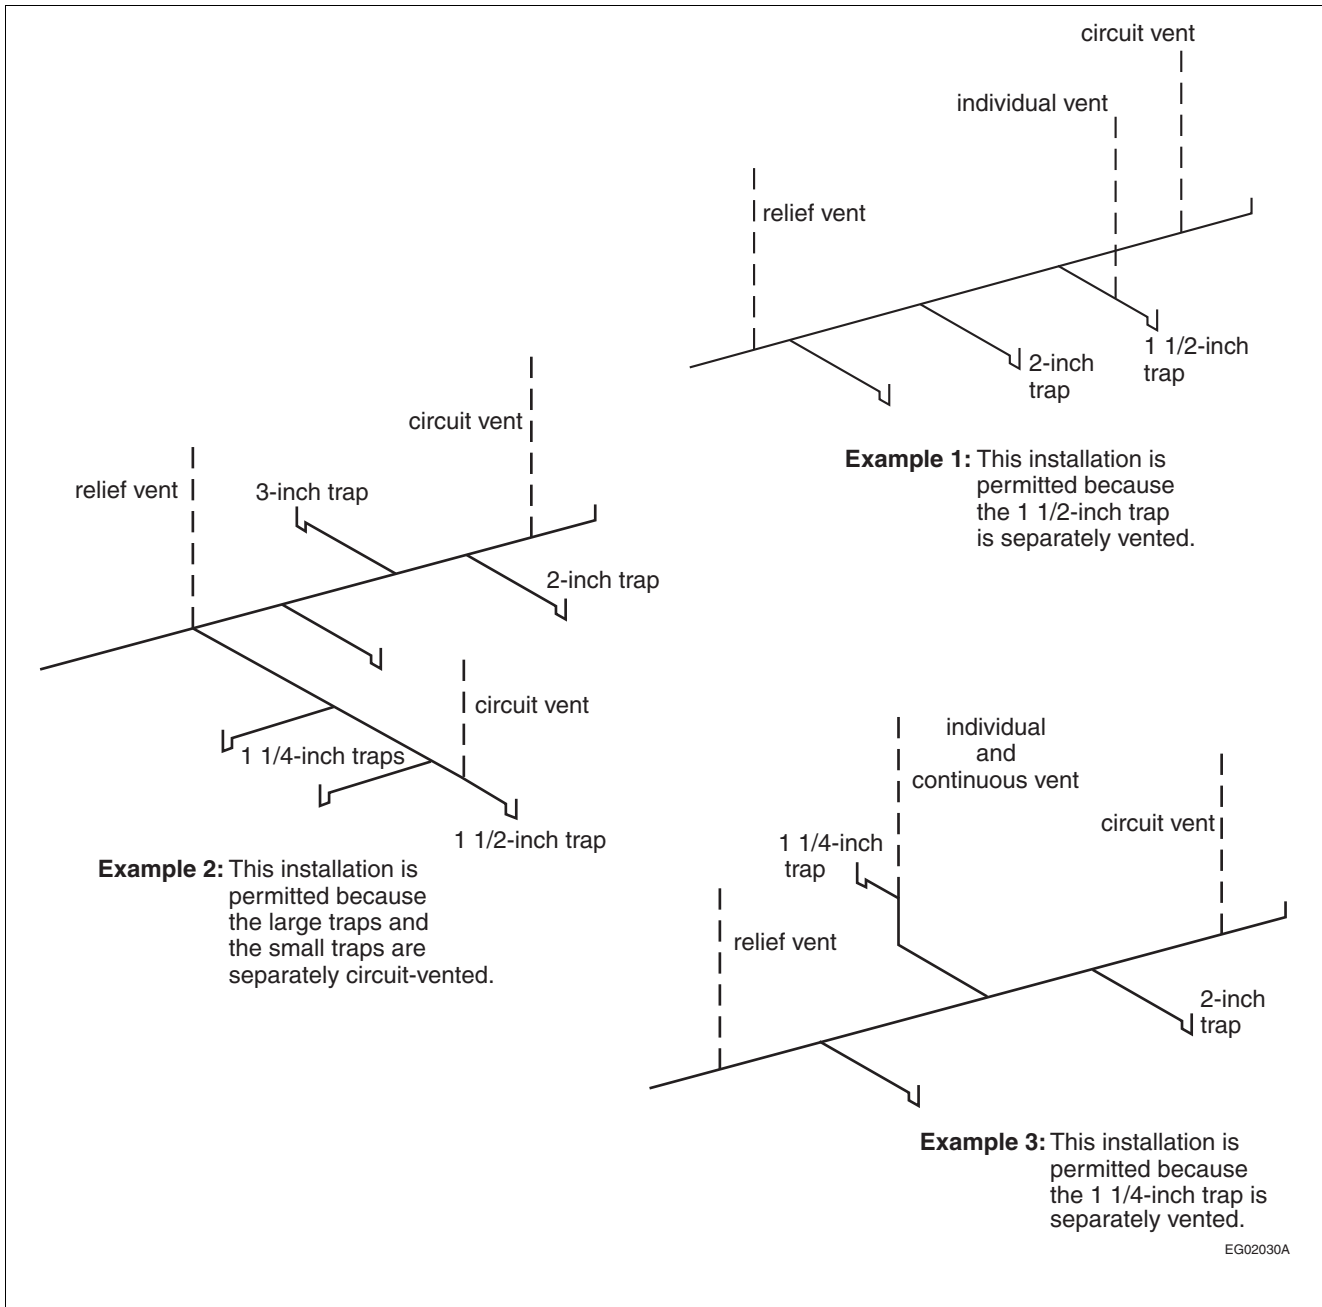 circuit vent
individual vent
relief vent
2-inch
trap
1 1/2-inch
trap
Example 1: This installation is
permitted because
the 1 1/2-inch trap
is separately vented.
circuit vent
relief vent
3-inch trap
2-inch trap
circuit vent
1 1/4-inch traps
1 1/2-inch trap
Example 2: This installation is
permitted because
the large traps and
the small traps are
separately circuit-vented.
individual
and
continuous vent
circuit vent
1 1/4-inch
trap
relief vent
2-inch
trap
Example 3: This installation is
permitted because
the 1 1/4-inch trap is
separately vented.
EG02030A